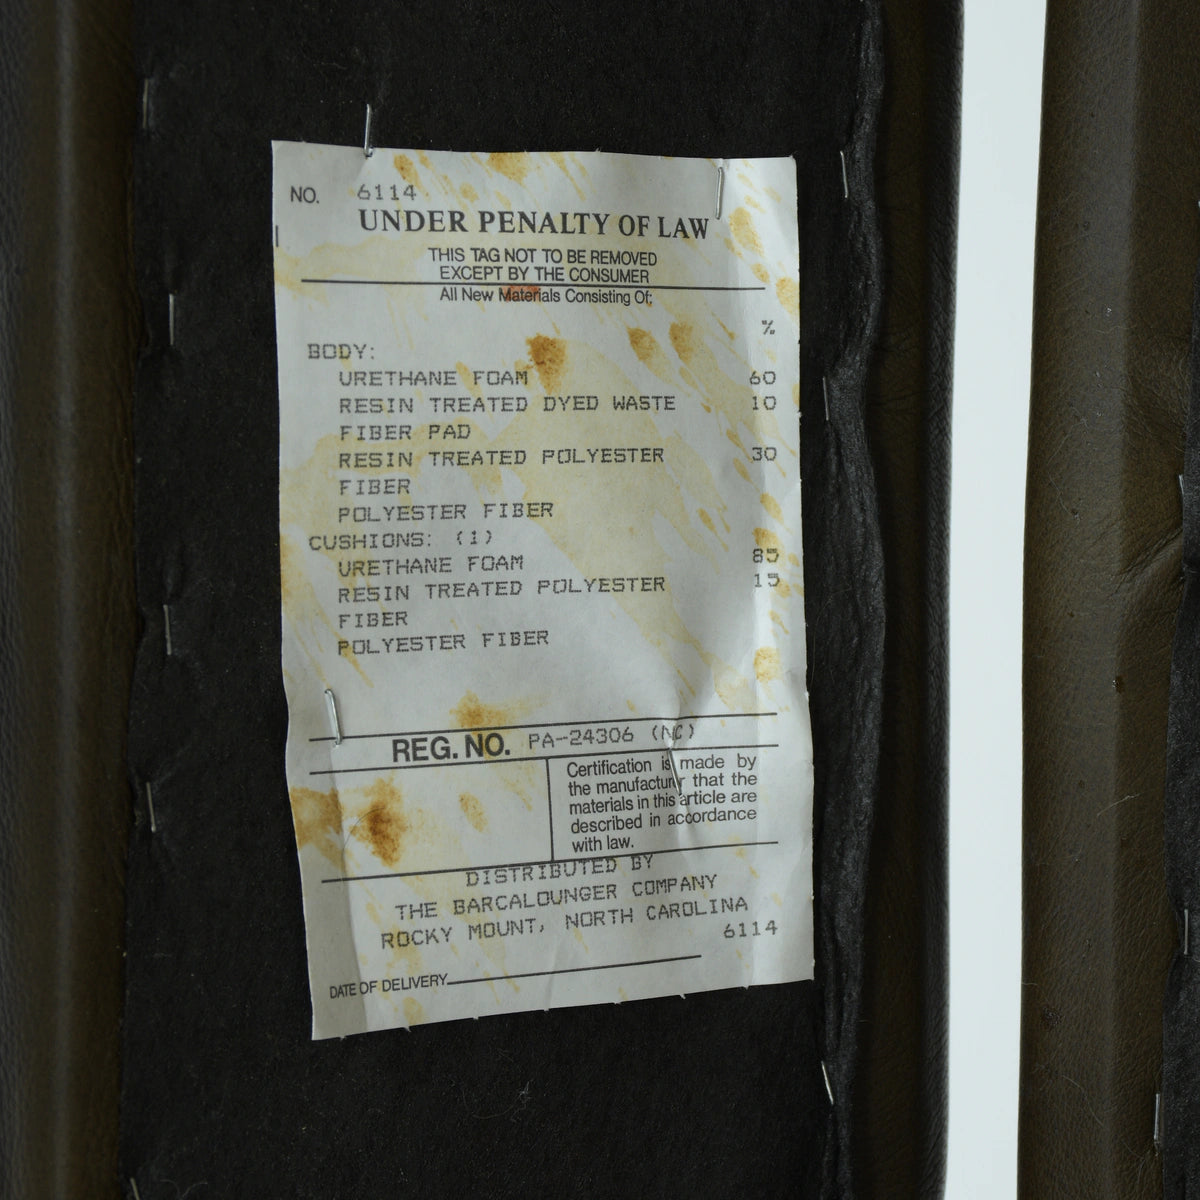 NO. 6114
UNDER PENALTY OF LAW
THIS TAG NOT TO BE REMOVED
EXCEPT BY THE CONSUMER
All New Materials Consisting Of:
%
BODY:
URETHANE FOAM 60
RESIN TREATED DYED WASTE 10
FIBER PAD
RESIN TREATED POLYESTER 30
FIBER
POLYESTER FIBER
CUSHIONS: (1)
URETHANE FOAM 85
RESIN TREATED POLYESTER 15
FIBER
POLYESTER FIBER
REG. NO. PA-24306 (NC)
Certification is made by
the manufacturer that the
materials in this article are
described in accordance
with law.
DISTRIBUTED BY
THE BARCALOUNGER COMPANY
ROCKY MOUNT, NORTH CAROLINA
6114
DATE OF DELIVERY